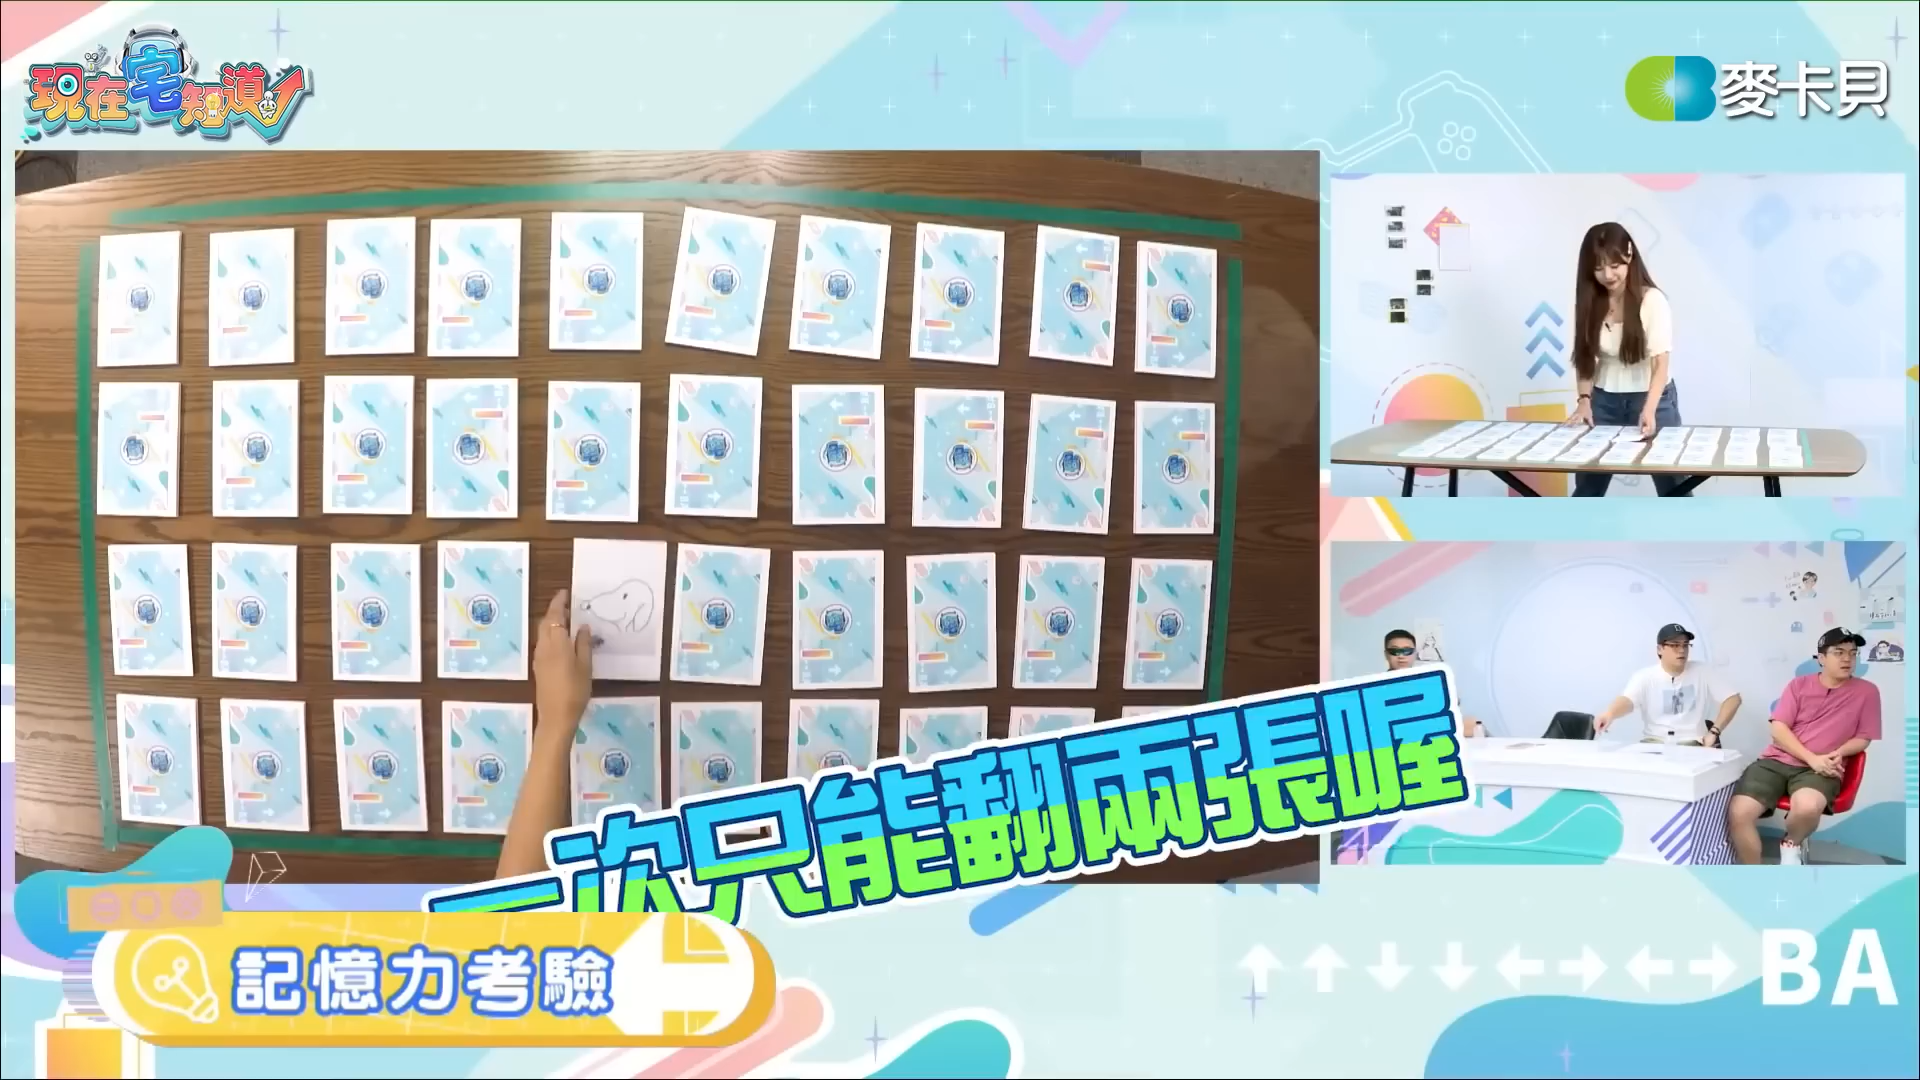 現在宅知道
麥卡貝
一次只能翻兩張喔
記憶力考驗
↑↑↓↓←→←→BA